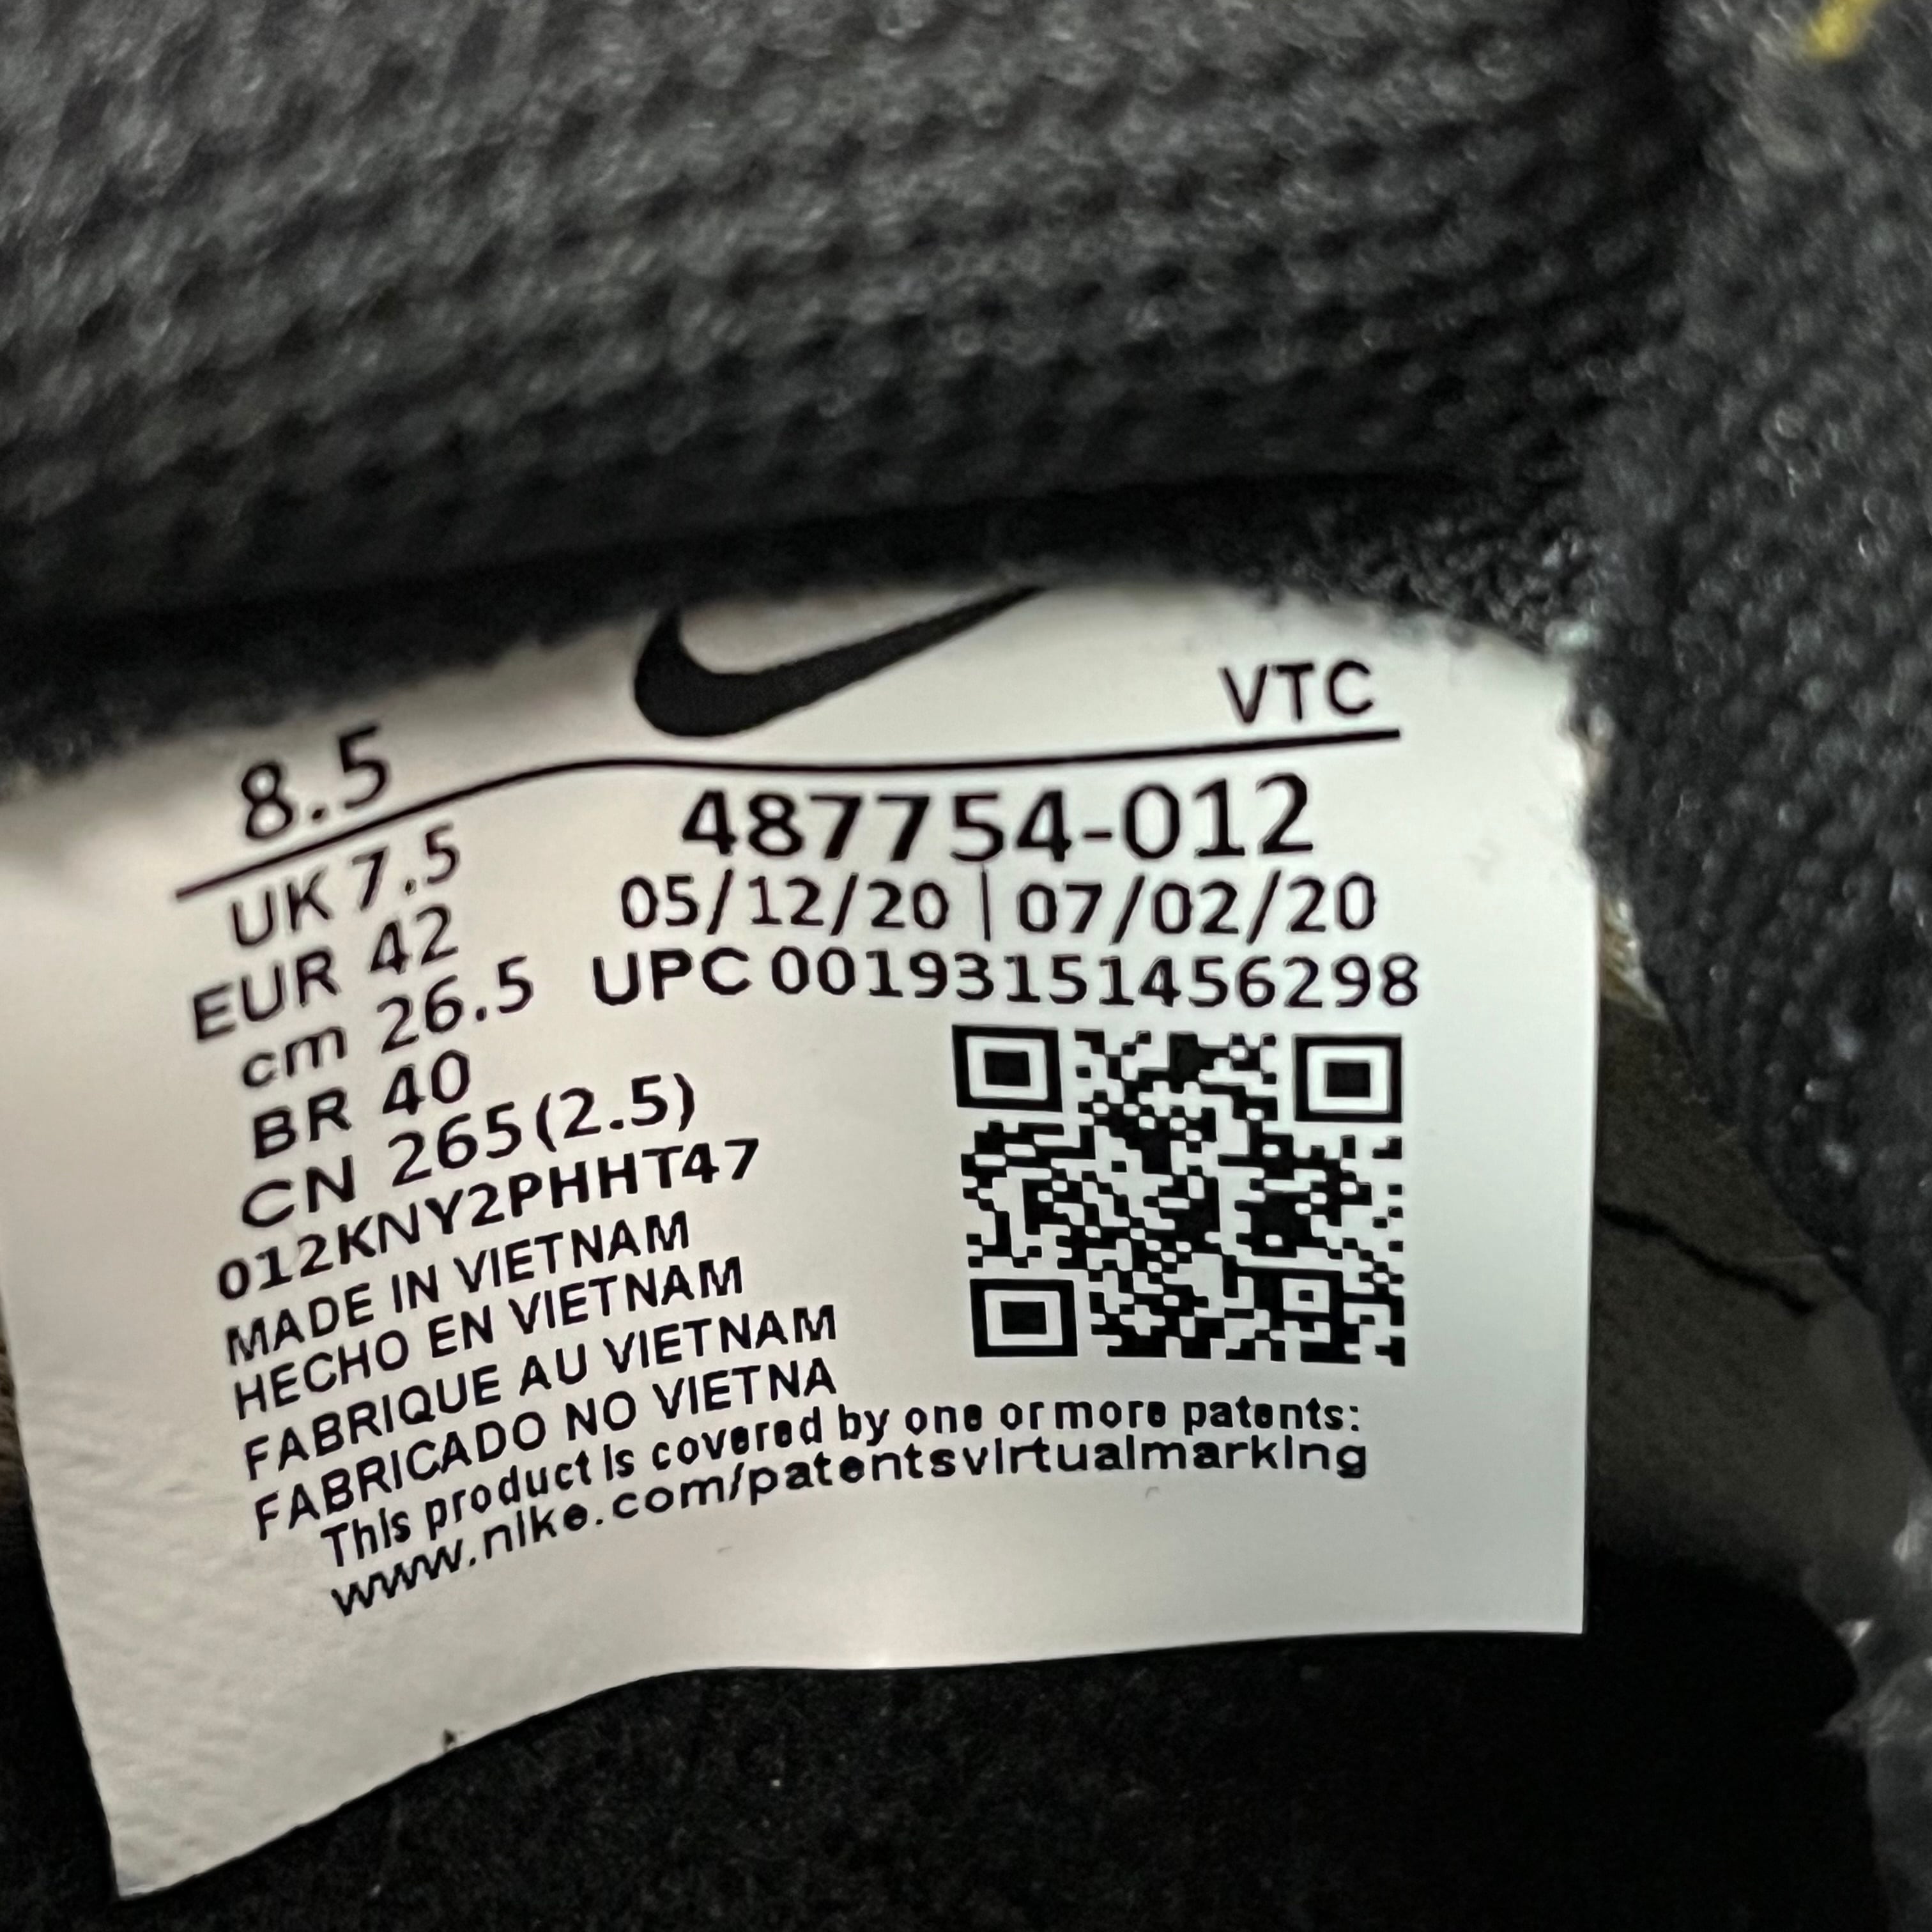 8.5
VTC
487754-012
05/12/20 | 07/02/20
UPC 00193151456298
UK 7.5
EUR 42
cm 26.5
BR 40
CN 265(2.5)
012KNY2PHHT47
MADE IN VIETNAM
HECHO EN VIETNAM
FABRIQUE AU VIETNAM
FABRICADO NO VIETNA
This product is covered by one or more patents:
www.nike.com/patentsvirtualmarking